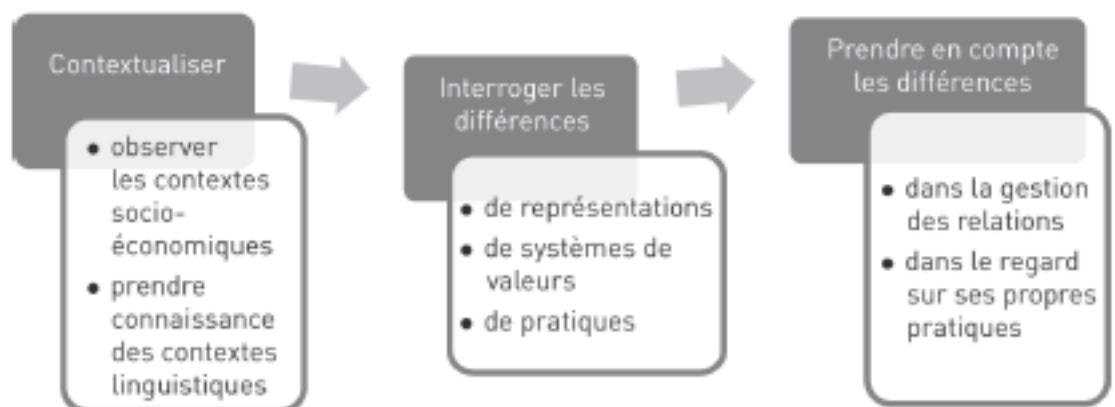 Contextualiser
• observer
les contextes
socio-
économiques
• prendre
connaissance
des contextes
linguistiques
Interroger les
différences
• de représentations
• de systèmes de
valeurs
• de pratiques
Prendre en compte
les différences
• dans la gestion
des relations
• dans le regard
sur ses propres
pratiques